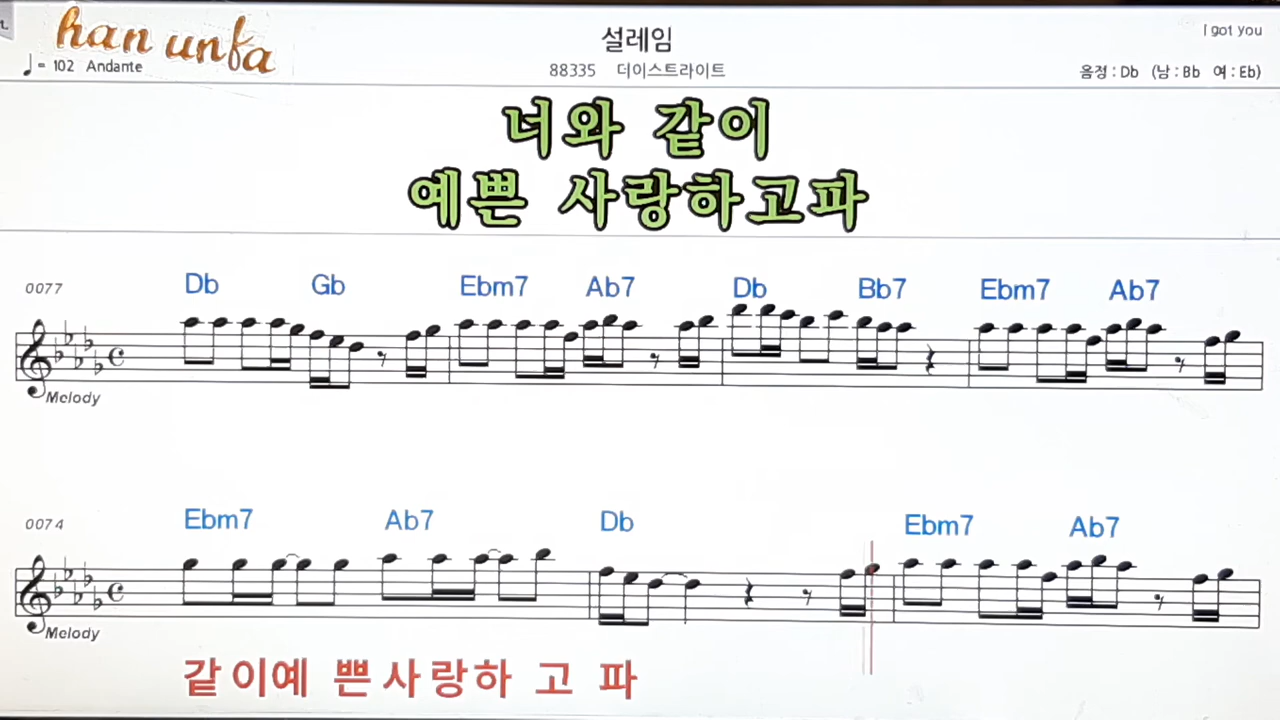 han unfa
설레임
I got you
♩= 102 Andante
88335 데이스트라이트
음정 : Db (남 : Bb 여 : Eb)
너와 같이
예쁜 사랑하고파
0077
Db Gb Ebm7 Ab7 Db Bb7 Ebm7 Ab7
Melody
0074
Ebm7 Ab7 Db Ebm7 Ab7
Melody
같이예 쁜사랑하 고 파